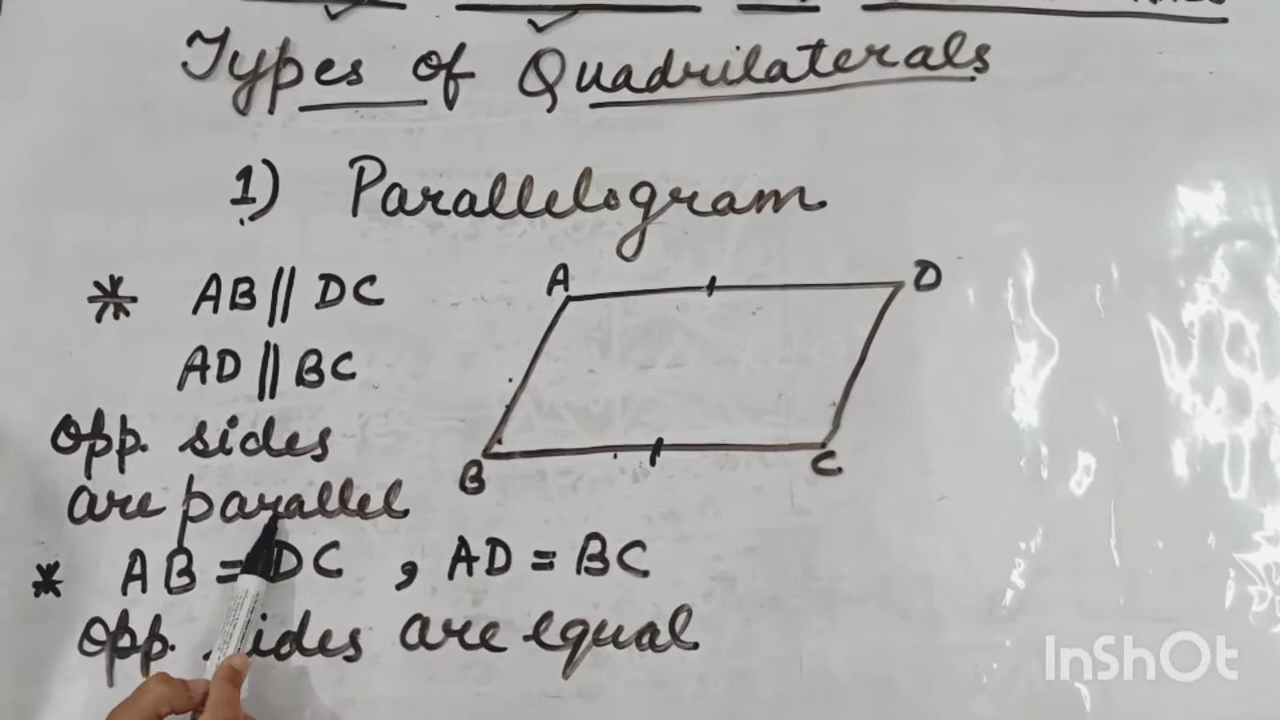 Types of Quadrilaterals
1) Parallelogram
* AB || DC
AD || BC
Opp. sides
are parallel
* AB = DC , AD = BC
Opp. sides are equal
A
D
B
C
InShOt